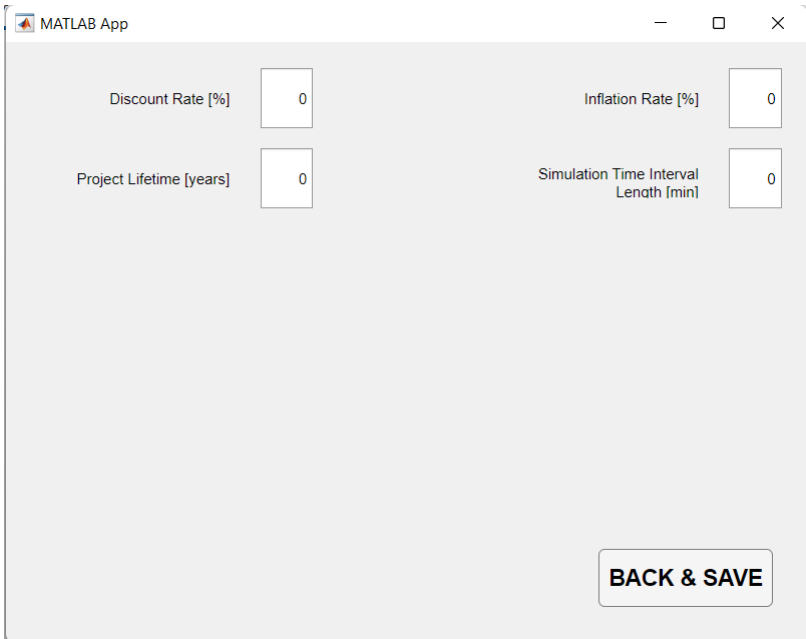 MATLAB App
Discount Rate [%] 0
Inflation Rate [%] 0
Project Lifetime [years] 0
Simulation Time Interval
Length [min] 0
BACK & SAVE